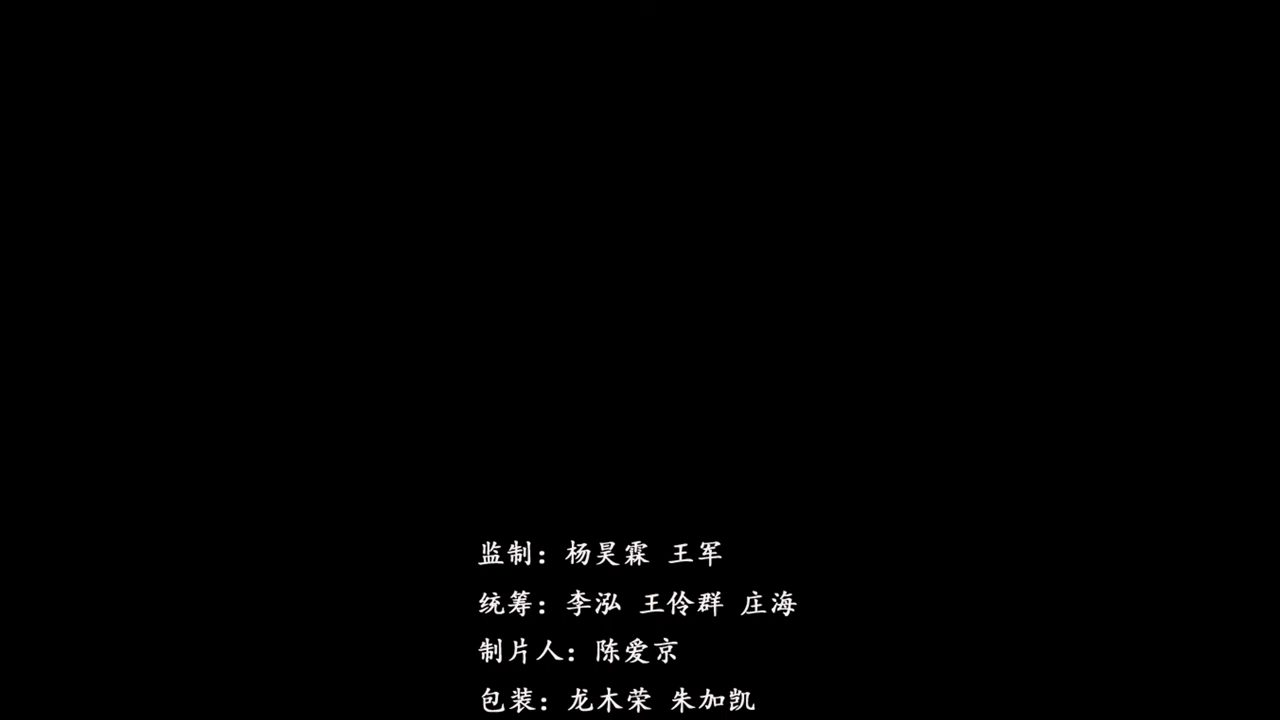 监制：杨昊霖 王军
统筹：李泓 王伶群 庄海
制片人：陈爱京
包装：龙木荣 朱加凯